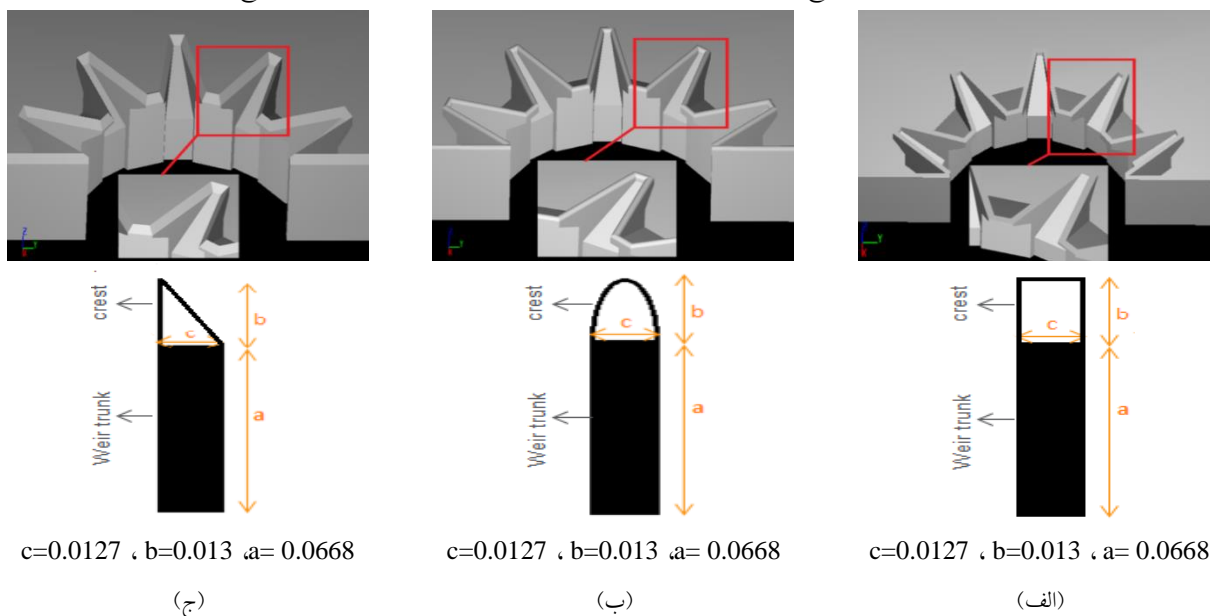 crest
c
b
a
Weir trunk
crest
c
b
a
Weir trunk
crest
c
b
a
Weir trunk
c=0.0127 ، b=0.013 ،a= 0.0668
c=0.0127 ، b=0.013 ،a= 0.0668
c=0.0127 ، b=0.013 ، a= 0.0668
(ج)
(ب)
(الف)